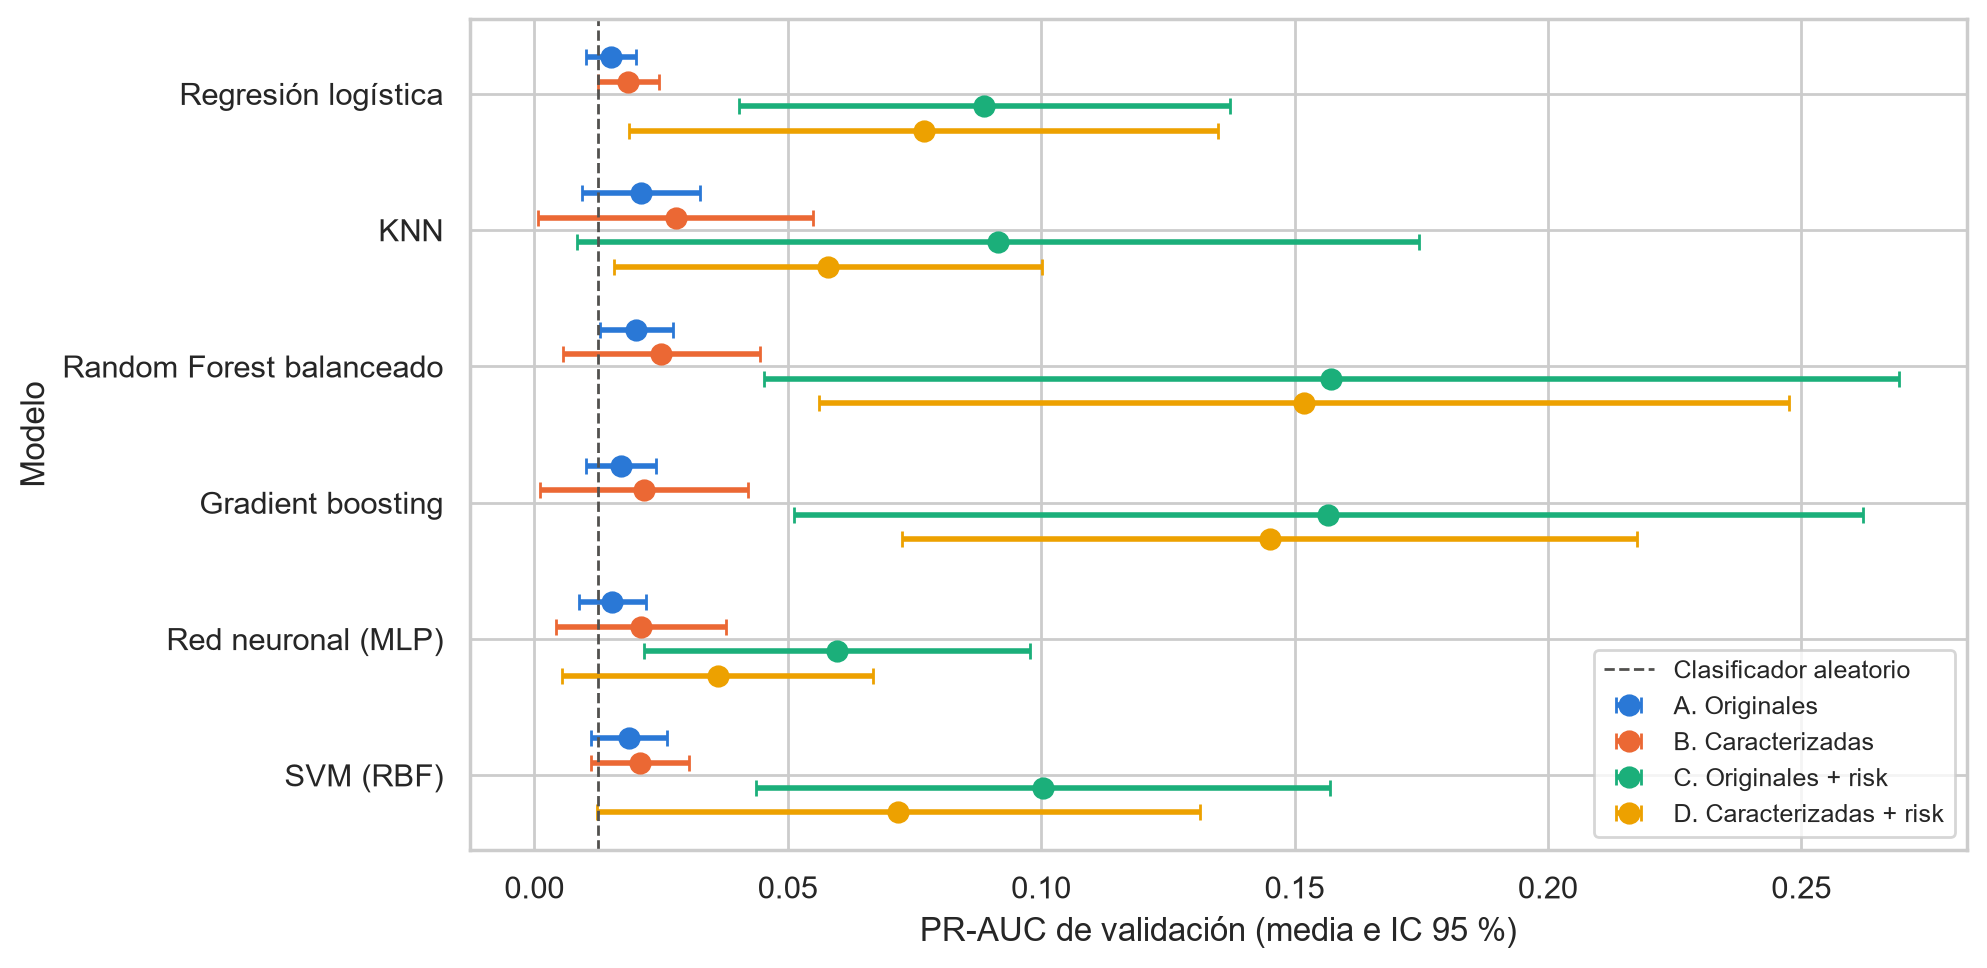 Modelo
Regresión logística
KNN
Random Forest balanceado
Gradient boosting
Red neuronal (MLP)
SVM (RBF)
Clasificador aleatorio
A. Originales
B. Caracterizadas
C. Originales + risk
D. Caracterizadas + risk
0.00 0.05 0.10 0.15 0.20 0.25
PR-AUC de validación (media e IC 95 %)